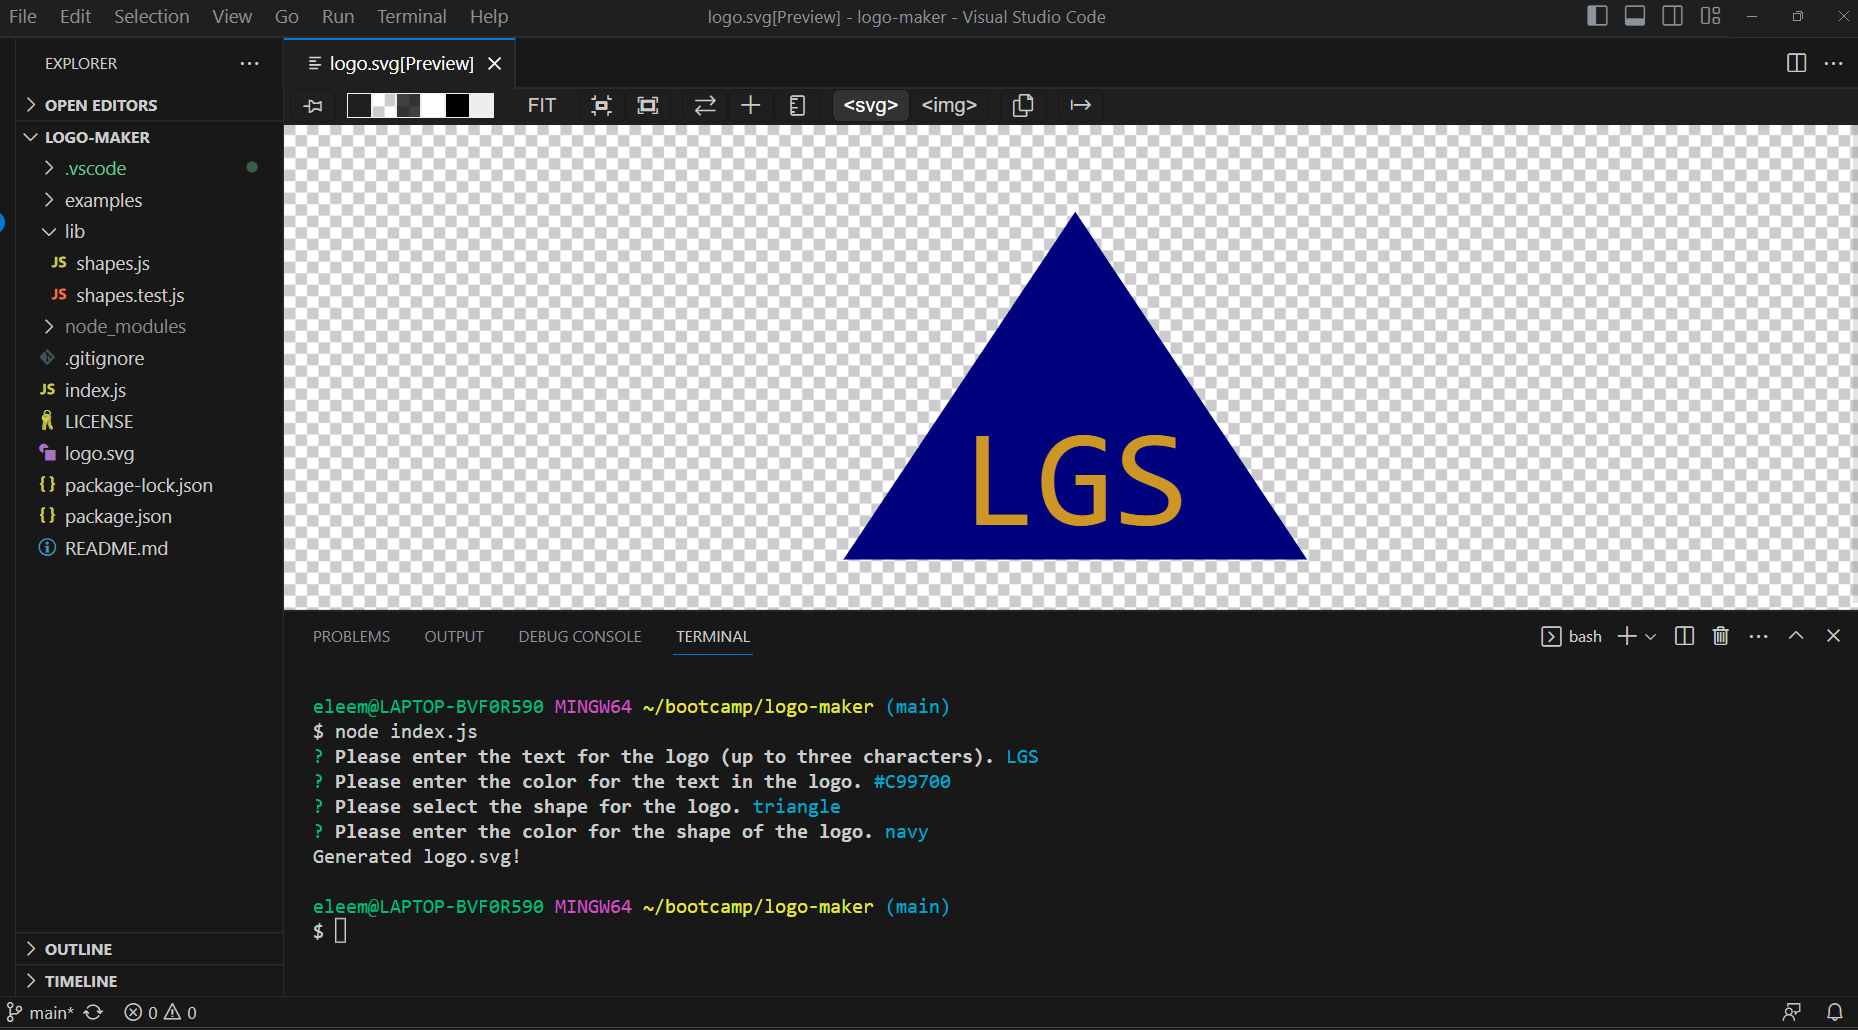 File Edit Selection View Go Run Terminal Help
logo.svg[Preview] - logo-maker - Visual Studio Code
EXPLORER
OPEN EDITORS
LOGO-MAKER
.vscode
examples
lib
JS shapes.js
JS shapes.test.js
node_modules
.gitignore
JS index.js
LICENSE
logo.svg
{} package-lock.json
{} package.json
README.md
OUTLINE
TIMELINE
logo.svg[Preview]
FIT <svg> <img>
LGS
PROBLEMS OUTPUT DEBUG CONSOLE TERMINAL
bash
eleem@LAPTOP-BVF0R590 MINGW64 ~/bootcamp/logo-maker (main)
$ node index.js
? Please enter the text for the logo (up to three characters). LGS
? Please enter the color for the text in the logo. #C99700
? Please select the shape for the logo. triangle
? Please enter the color for the shape of the logo. navy
Generated logo.svg!
eleem@LAPTOP-BVF0R590 MINGW64 ~/bootcamp/logo-maker (main)
$
main* 0 0